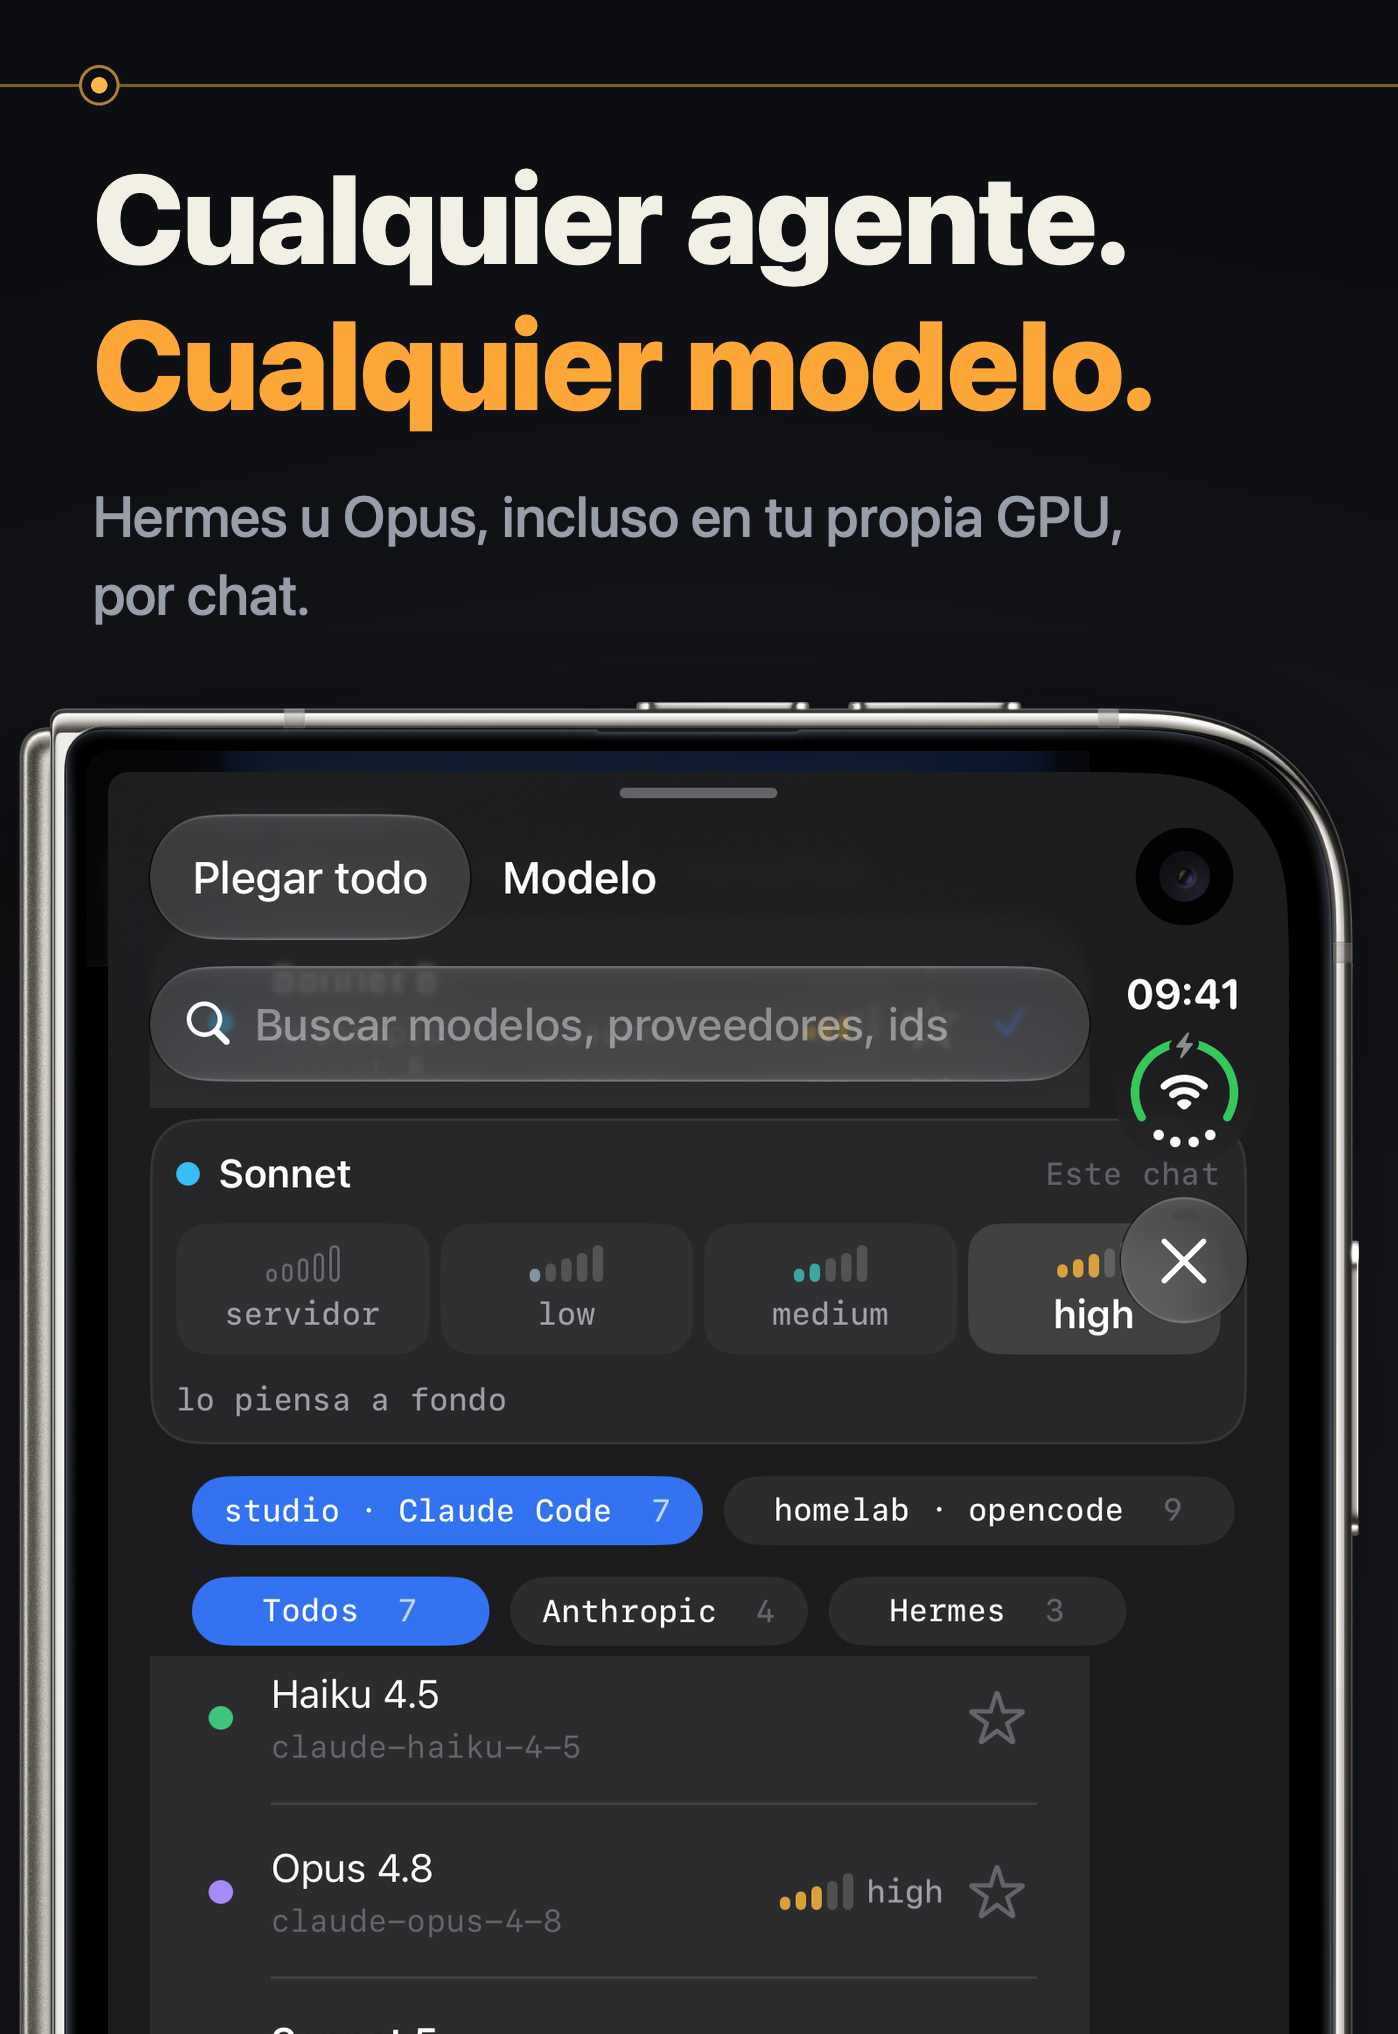 Cualquier agente.
Cualquier modelo.
Hermes u Opus, incluso en tu propia GPU,
por chat.
Plegar todo
Modelo
Buscar modelos, proveedores, ids
09:41
Sonnet
Este chat
servidor
low
medium
high
lo piensa a fondo
studio · Claude Code 7
homelab · opencode 9
Todos 7
Anthropic 4
Hermes 3
Haiku 4.5
claude-haiku-4-5
Opus 4.8
high
claude-opus-4-8